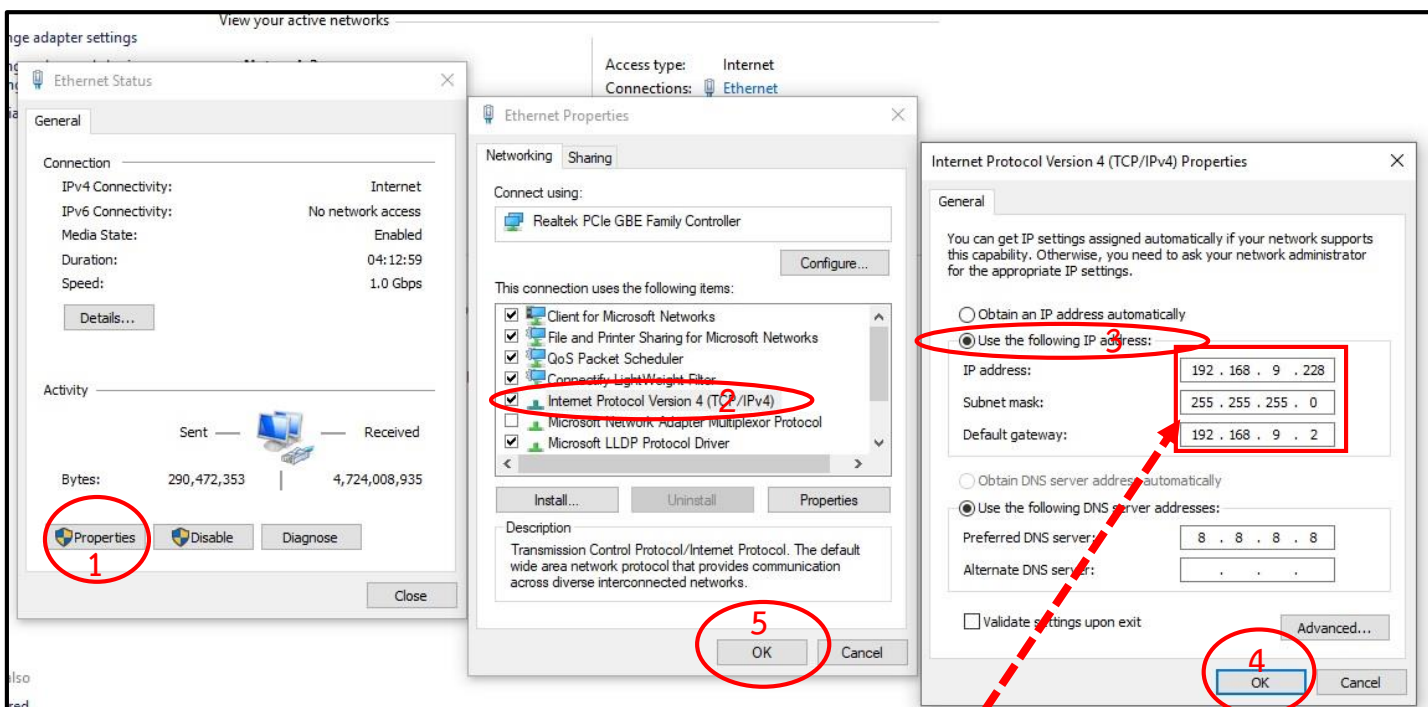 View your active networks
nge adapter settings
Access type: Internet
Connections: Ethernet
Ethernet Status
General
Connection
IPv4 Connectivity: Internet
IPv6 Connectivity: No network access
Media State: Enabled
Duration: 04:12:59
Speed: 1.0 Gbps
Details...
Activity
Sent — — Received
Bytes: 290,472,353 | 4,724,008,935
Properties Disable Diagnose
1
Close
Ethernet Properties
Networking Sharing
Connect using:
Realtek PCIe GBE Family Controller
Configure...
This connection uses the following items:
Client for Microsoft Networks
File and Printer Sharing for Microsoft Networks
QoS Packet Scheduler
Connectify LightWeight Filter
Internet Protocol Version 4 (TCP/IPv4)
2
Microsoft Network Adapter Multiplexor Protocol
Microsoft LLDP Protocol Driver
Install... Uninstall Properties
Description
Transmission Control Protocol/Internet Protocol. The default
wide area network protocol that provides communication
across diverse interconnected networks.
5
OK Cancel
Internet Protocol Version 4 (TCP/IPv4) Properties
General
You can get IP settings assigned automatically if your network supports
this capability. Otherwise, you need to ask your network administrator
for the appropriate IP settings.
Obtain an IP address automatically
Use the following IP address:
3
IP address: 192 . 168 . 9 . 228
Subnet mask: 255 . 255 . 255 . 0
Default gateway: 192 . 168 . 9 . 2
Obtain DNS server address automatically
Use the following DNS server addresses:
Preferred DNS server: 8 . 8 . 8 . 8
Alternate DNS server: . . .
Validate settings upon exit
Advanced...
4
OK Cancel
lso